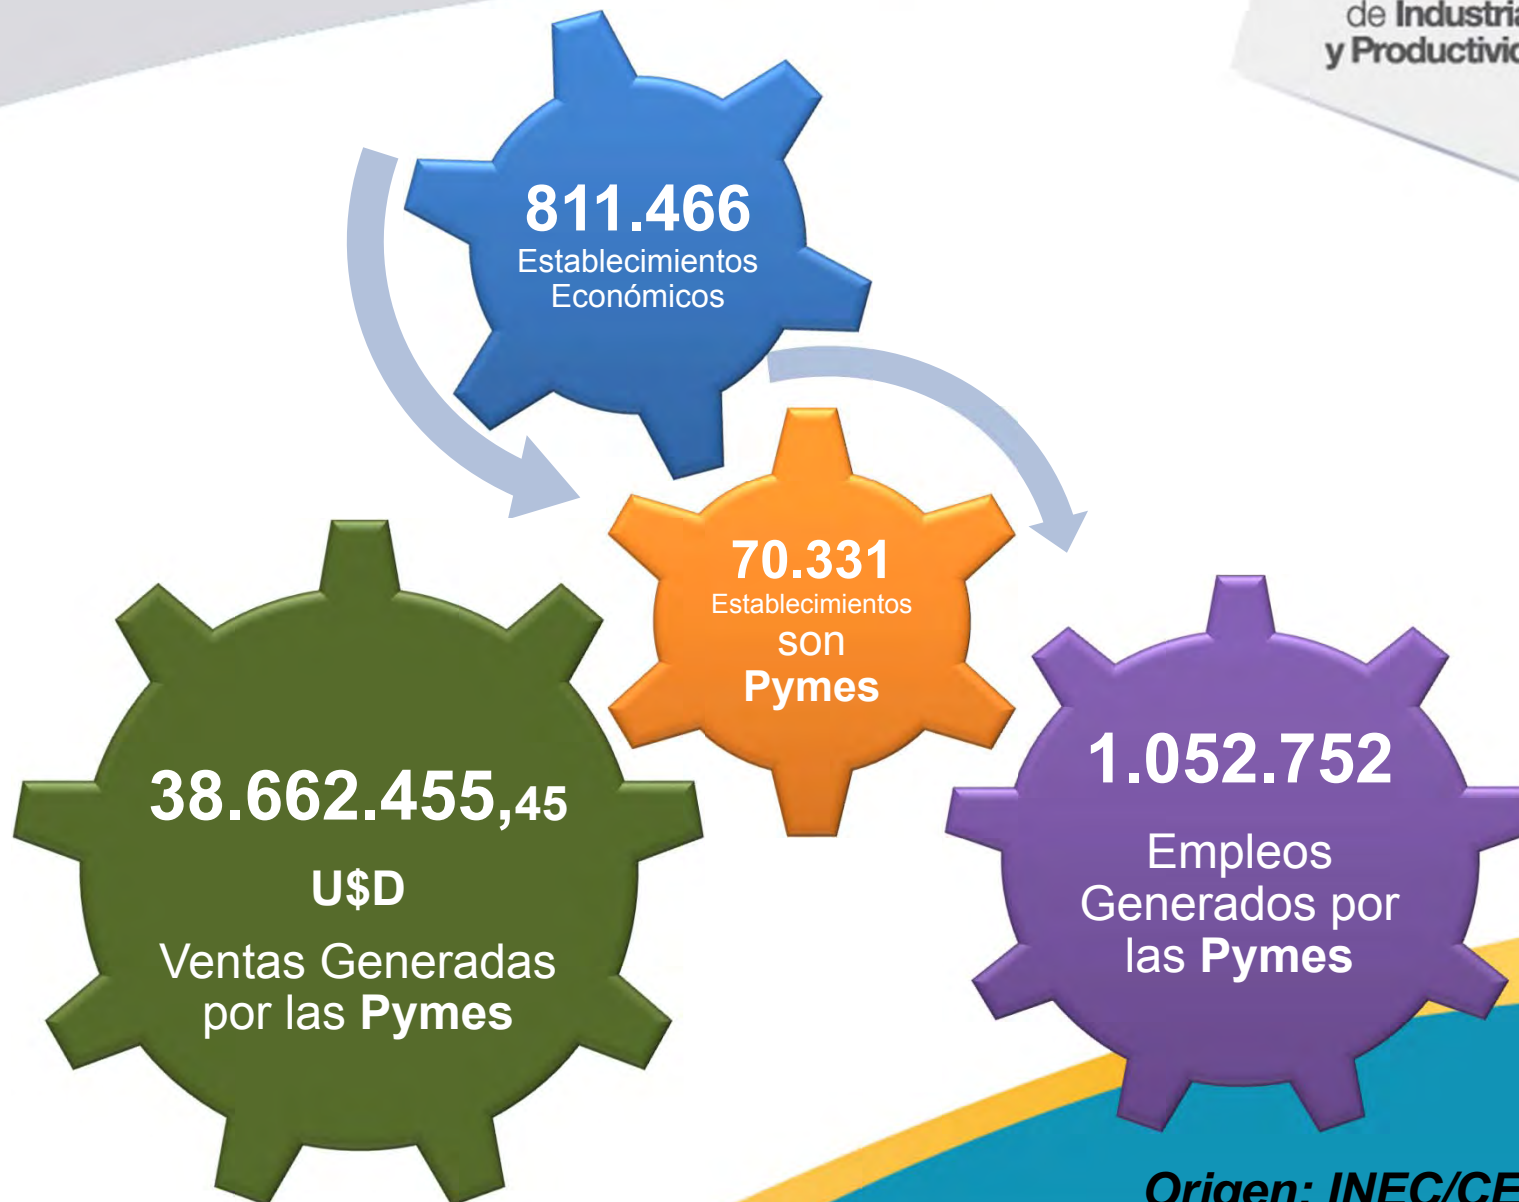 de Industria
y Productivid
811.466
Establecimientos
Económicos
70.331
Establecimientos
son
Pymes
38.662.455,45
U$D
Ventas Generadas
por las Pymes
1.052.752
Empleos
Generados por
las Pymes
Origen: INEC/CE